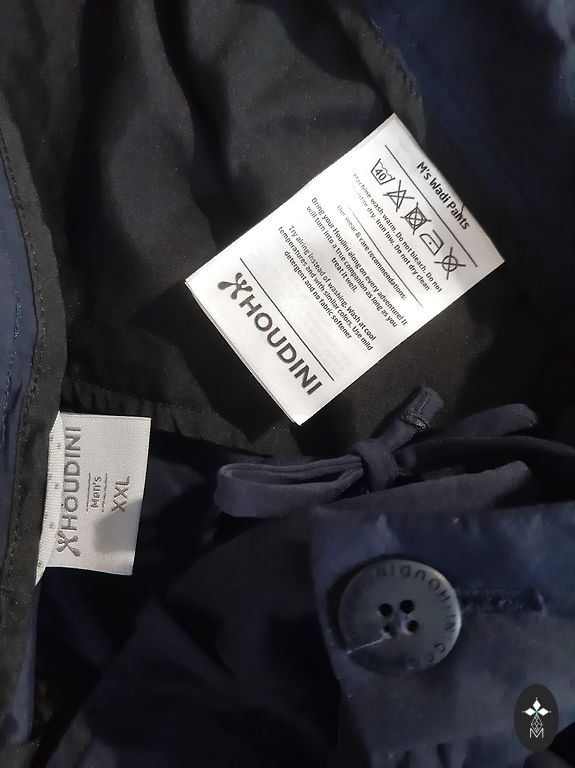 M's Wadi Pants
40
Machine wash warm. Do not bleach. Do not
dry. Iron low. Do not dry clean
Our wear & care recommendations:
Bring your Houdini along on every adventure! It
will turn into a true companion as long as you
treat it well.
Try airing instead of washing. Wash at cool
temperatures and with similar colors. Use mild
detergent and no fabric softener
HOUDINI
HOUDINI
Men's
XXL
HOUDINI
M